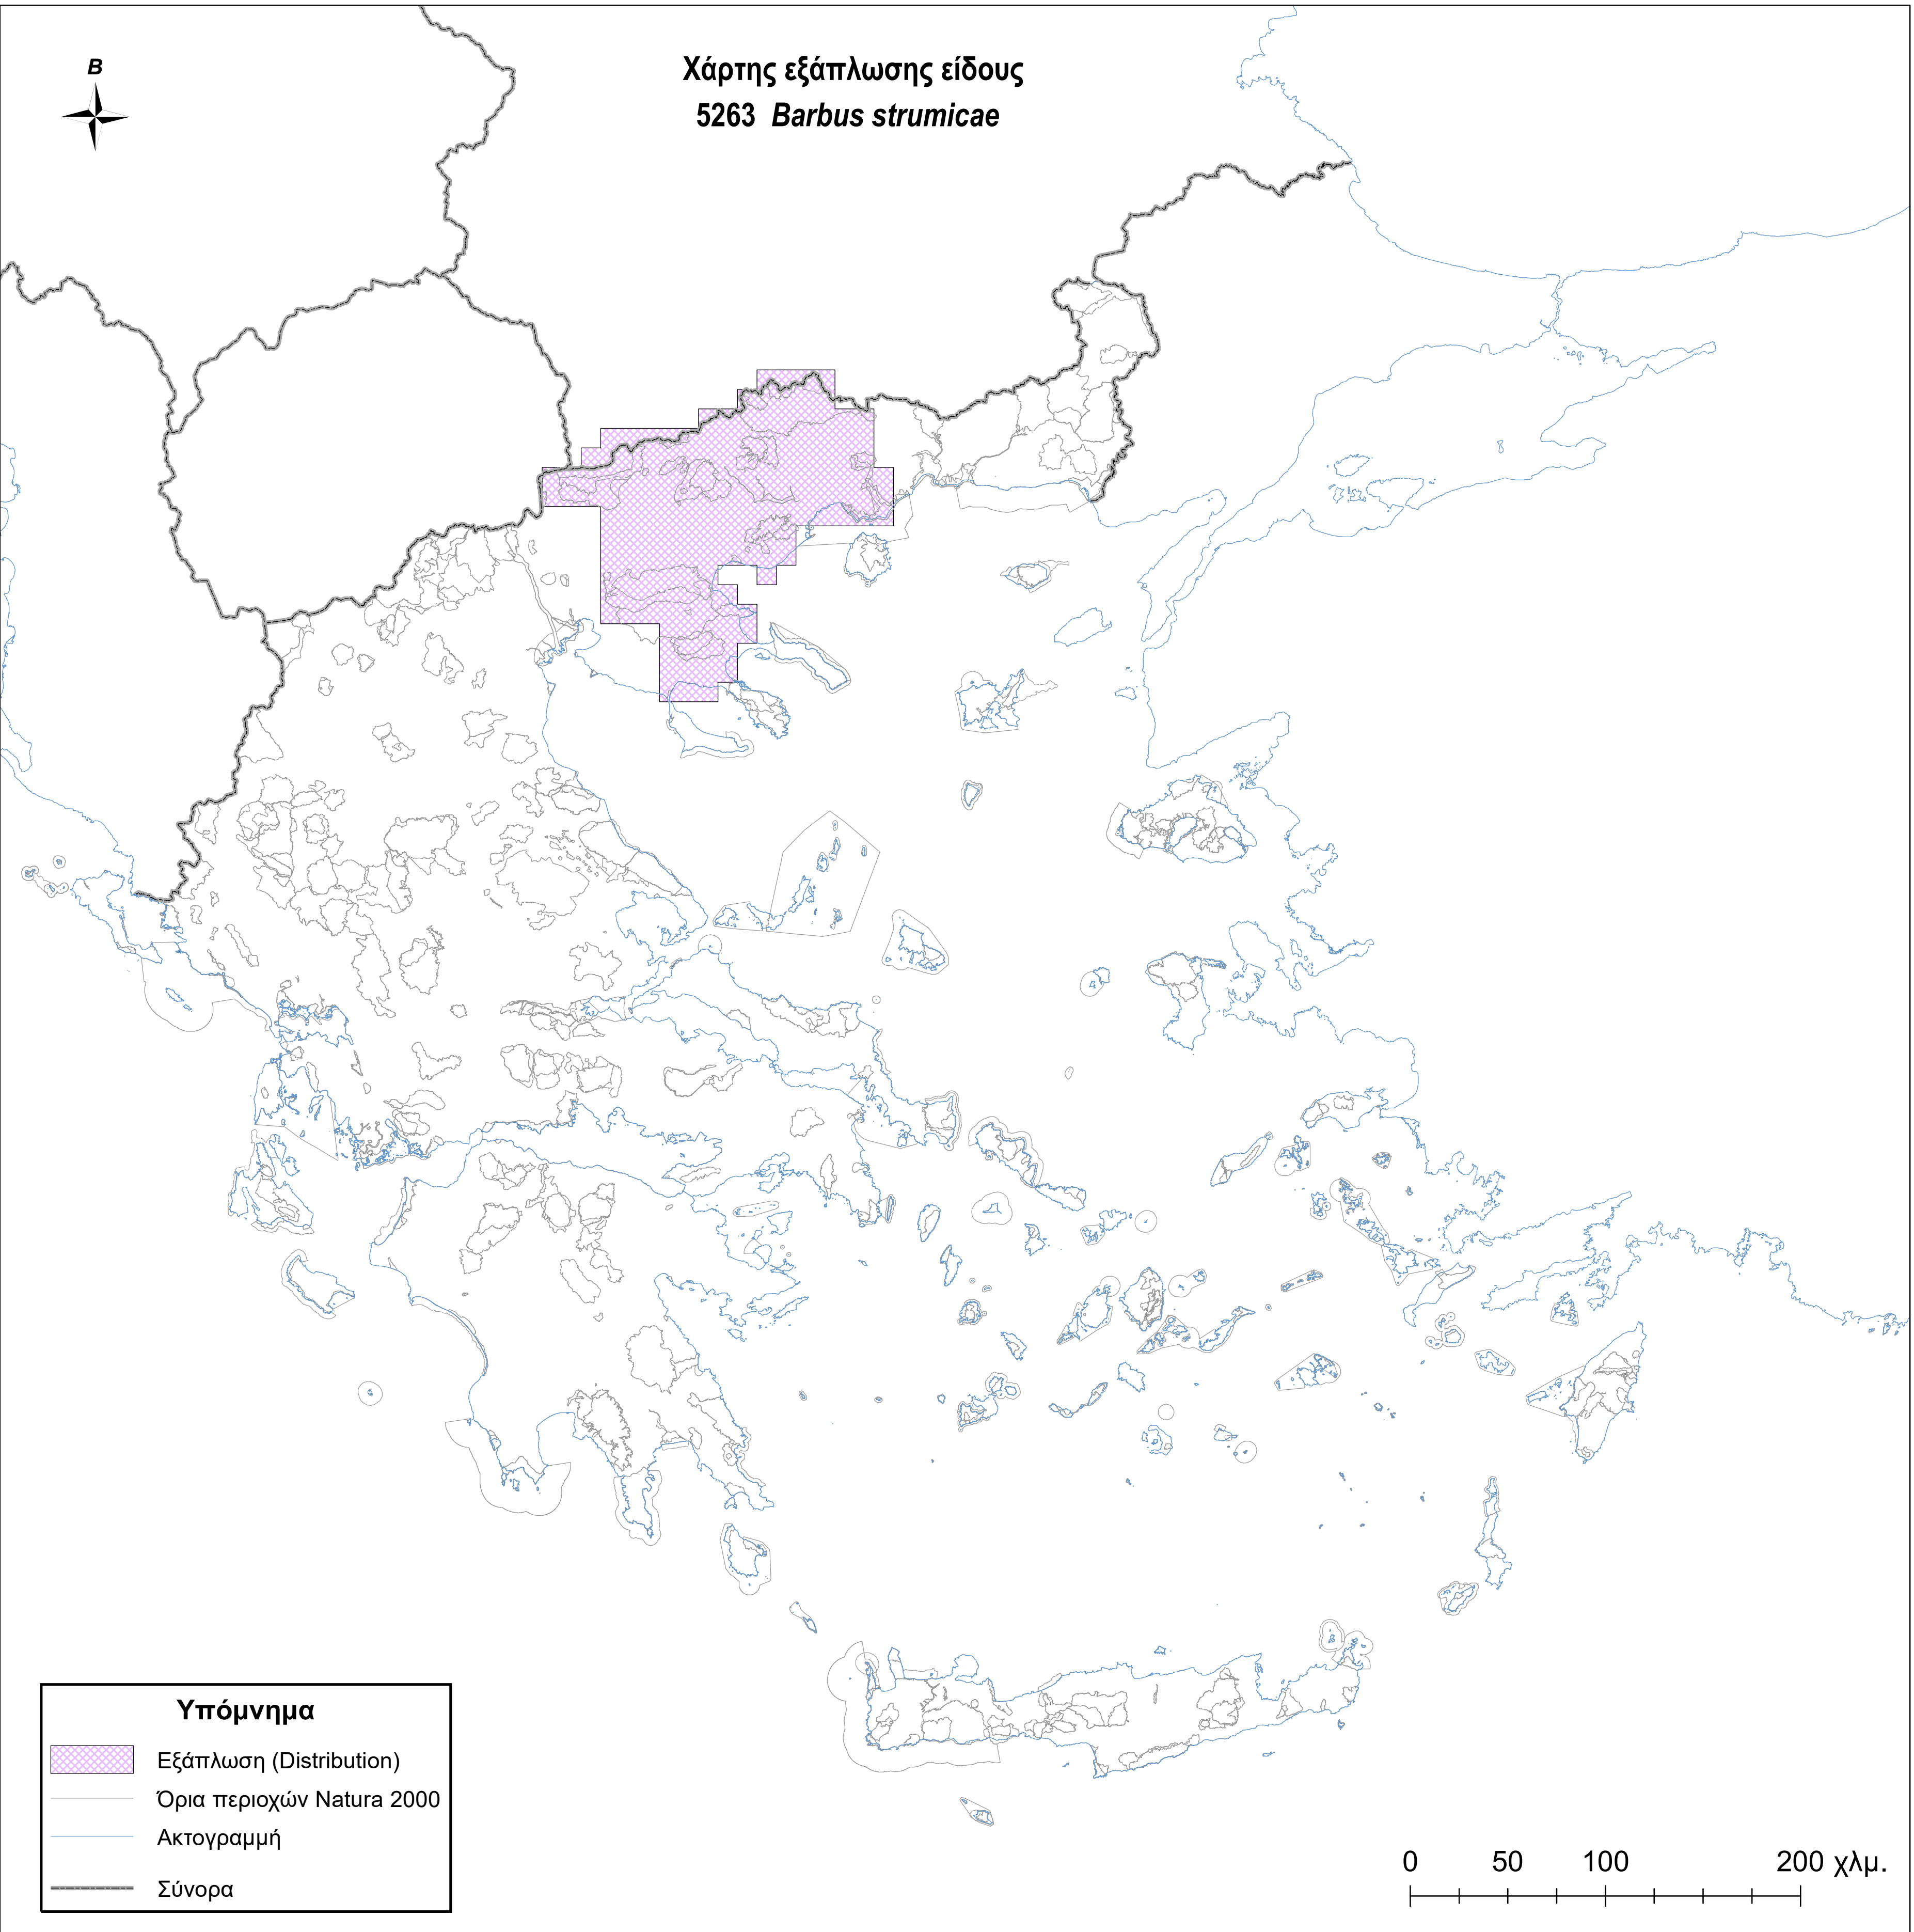 B
Χάρτης εξάπλωσης είδους
5263 Barbus strumicae
Υπόμνημα
Εξάπλωση (Distribution)
Όρια περιοχών Natura 2000
Ακτογραμμή
Σύνορα
0 50 100 200 χλμ.